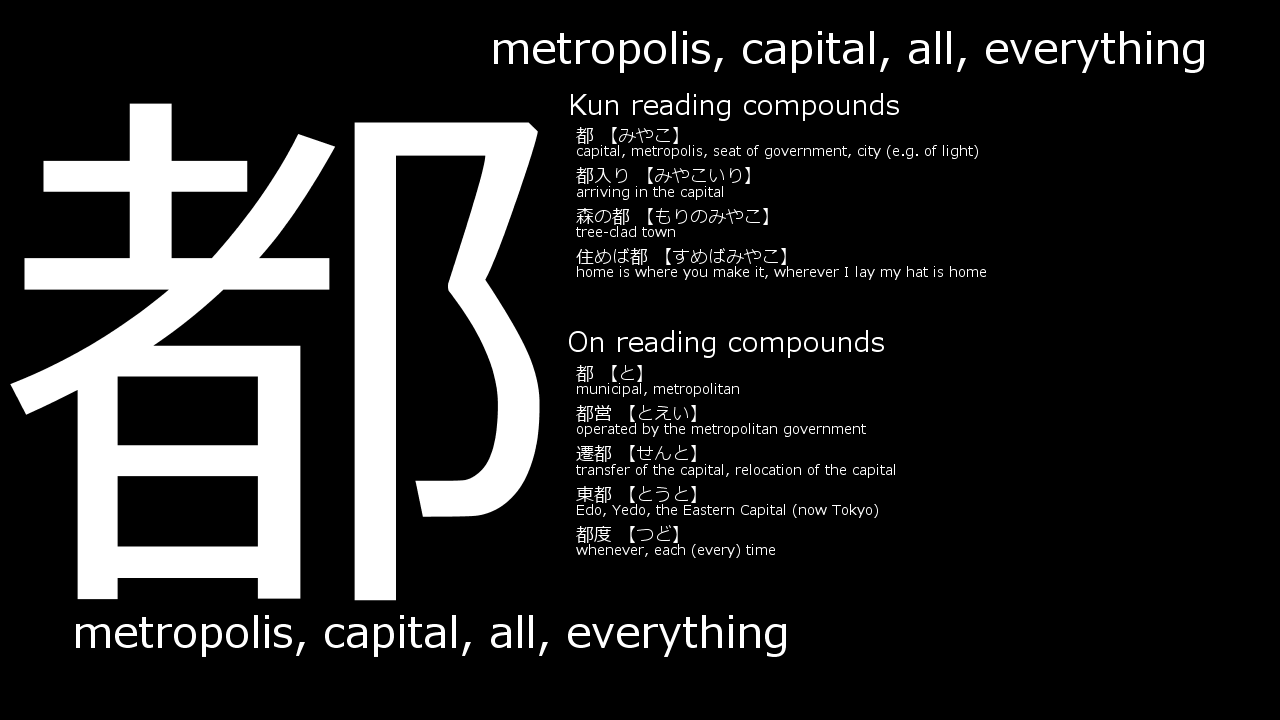 metropolis, capital, all, everything
都
Kun reading compounds
都 【みやこ】
capital, metropolis, seat of government, city (e.g. of light)
都入り 【みやこいり】
arriving in the capital
森の都 【もりのみやこ】
tree-clad town
住めば都 【すめばみやこ】
home is where you make it, wherever I lay my hat is home
On reading compounds
都 【と】
municipal, metropolitan
都営 【とえい】
operated by the metropolitan government
遷都 【せんと】
transfer of the capital, relocation of the capital
東都 【とうと】
Edo, Yedo, the Eastern Capital (now Tokyo)
都度 【つど】
whenever, each (every) time
metropolis, capital, all, everything